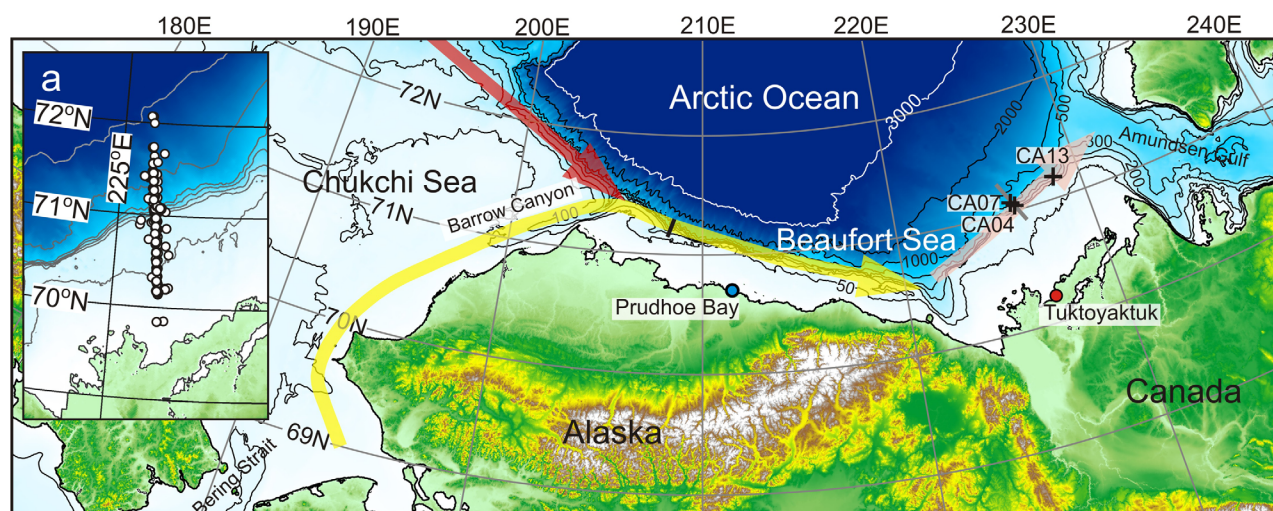 180E
190E
200E
210E
220E
230E
240E
a
72°N
225°E
71°N
70°N
72N
Arctic Ocean
3000
2000
500
300
Amundsen Gulf
CA13
100
Chukchi Sea
71N
Barrow Canyon
100
CA07
CA04
Beaufort Sea
1000
50
Prudhoe Bay
Tuktoyaktuk
70N
Canada
Alaska
69N
Bering Strait